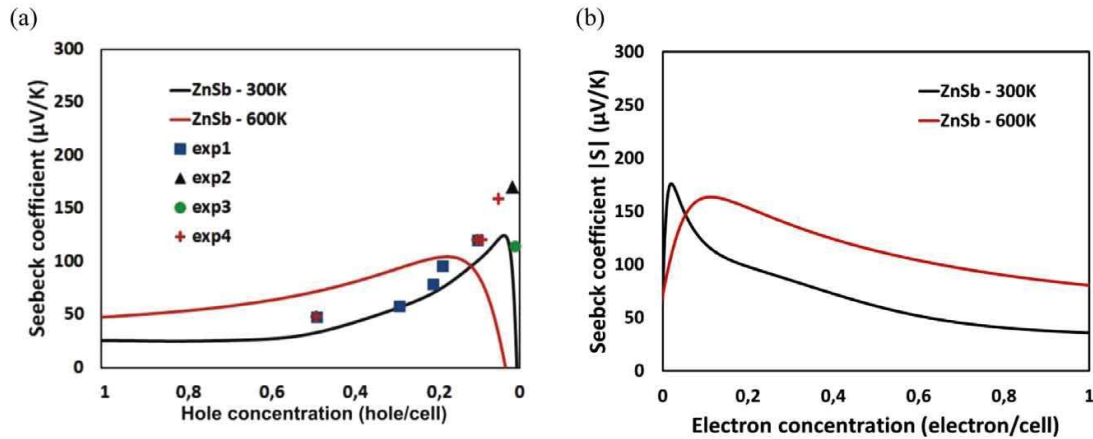 (a)
Seebeck coefficient (µV/K)
300
250
200
150
100
50
0
ZnSb - 300K
ZnSb - 600K
exp1
exp2
exp3
exp4
1 0,8 0,6 0,4 0,2 0
Hole concentration (hole/cell)
(b)
Seebck coefficient |S| (µV/K)
300
250
200
150
100
50
0
ZnSb - 300K
ZnSb - 600K
0 0,2 0,4 0,6 0,8 1
Electron concentration (electron/cell)